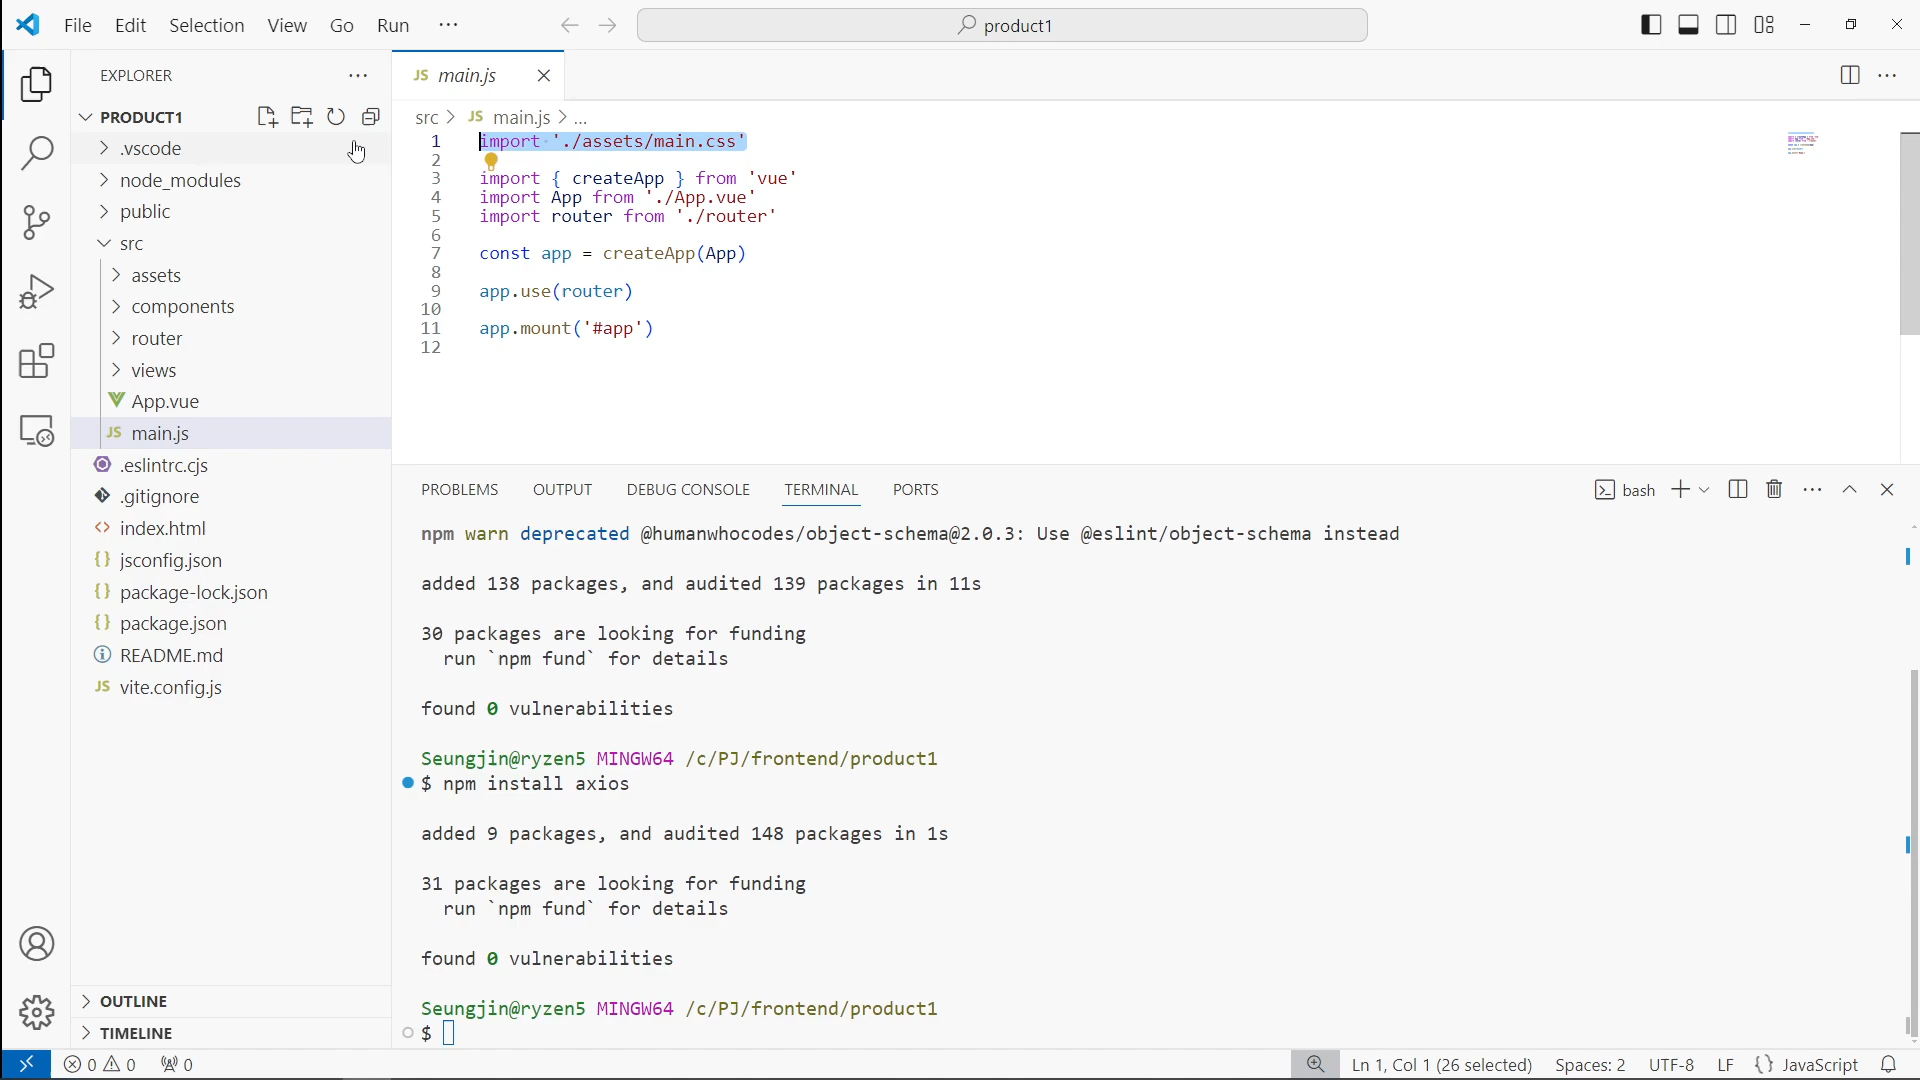 File Edit Selection View Go Run ···
product1
EXPLORER
PRODUCT1
.vscode
node_modules
public
src
assets
components
router
views
App.vue
JS main.js
.eslintrc.cjs
.gitignore
index.html
{} jsconfig.json
{} package-lock.json
{} package.json
README.md
JS vite.config.js
OUTLINE
TIMELINE
JS main.js
src > JS main.js > ...
1 import './assets/main.css'
2
3 import { createApp } from 'vue'
4 import App from './App.vue'
5 import router from './router'
6
7 const app = createApp(App)
8
9 app.use(router)
10
11 app.mount('#app')
12
PROBLEMS OUTPUT DEBUG CONSOLE TERMINAL PORTS
bash
npm warn deprecated @humanwhocodes/object-schema@2.0.3: Use @eslint/object-schema instead
added 138 packages, and audited 139 packages in 11s
30 packages are looking for funding
run `npm fund` for details
found 0 vulnerabilities
Seungjin@ryzen5 MINGW64 /c/PJ/frontend/product1
$ npm install axios
added 9 packages, and audited 148 packages in 1s
31 packages are looking for funding
run `npm fund` for details
found 0 vulnerabilities
Seungjin@ryzen5 MINGW64 /c/PJ/frontend/product1
$
0 0 0
Ln 1, Col 1 (26 selected) Spaces: 2 UTF-8 LF {} JavaScript